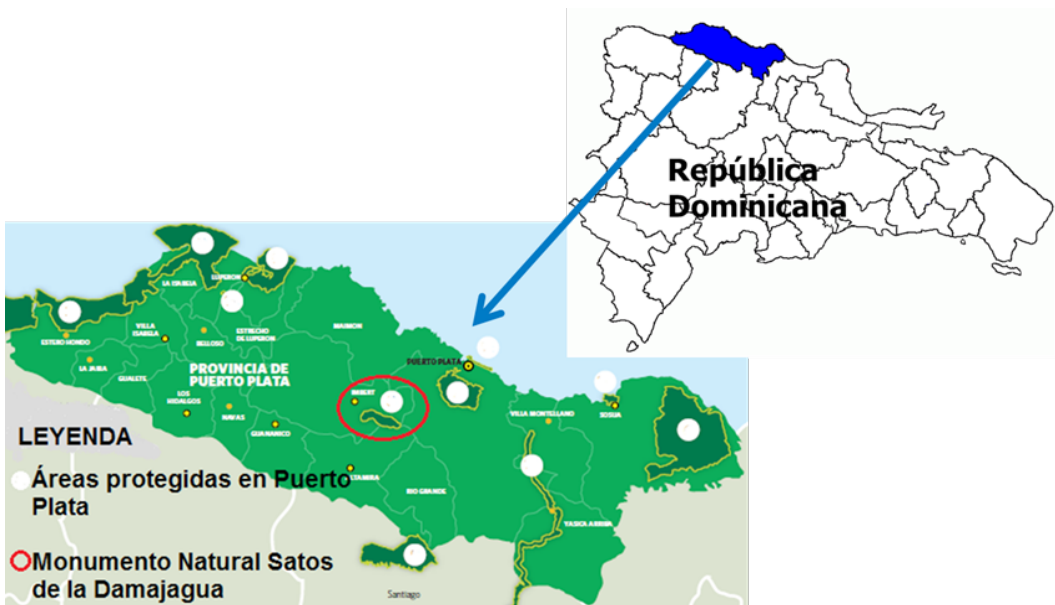 República
Dominicana
LA ISABELA
LUPERON
ESTERO HONDO
VILLA
ISABELA
BELLOSO
ESTRECHO
DE LUPERON
MAIMON
PUERTO PLATA
LA JAIBA
GUALETE
PROVINCIA DE
PUERTO PLATA
LOS
HIDALGOS
NAVAS
IMBERT
GUANANICO
VILLA MONTELLANO
SOSUA
LEYENDA
Áreas protegidas en Puerto
Plata
ALTAMIRA
RIO GRANDE
YASICA ARRIBA
Monumento Natural Satos
de la Damajagua
Santiago